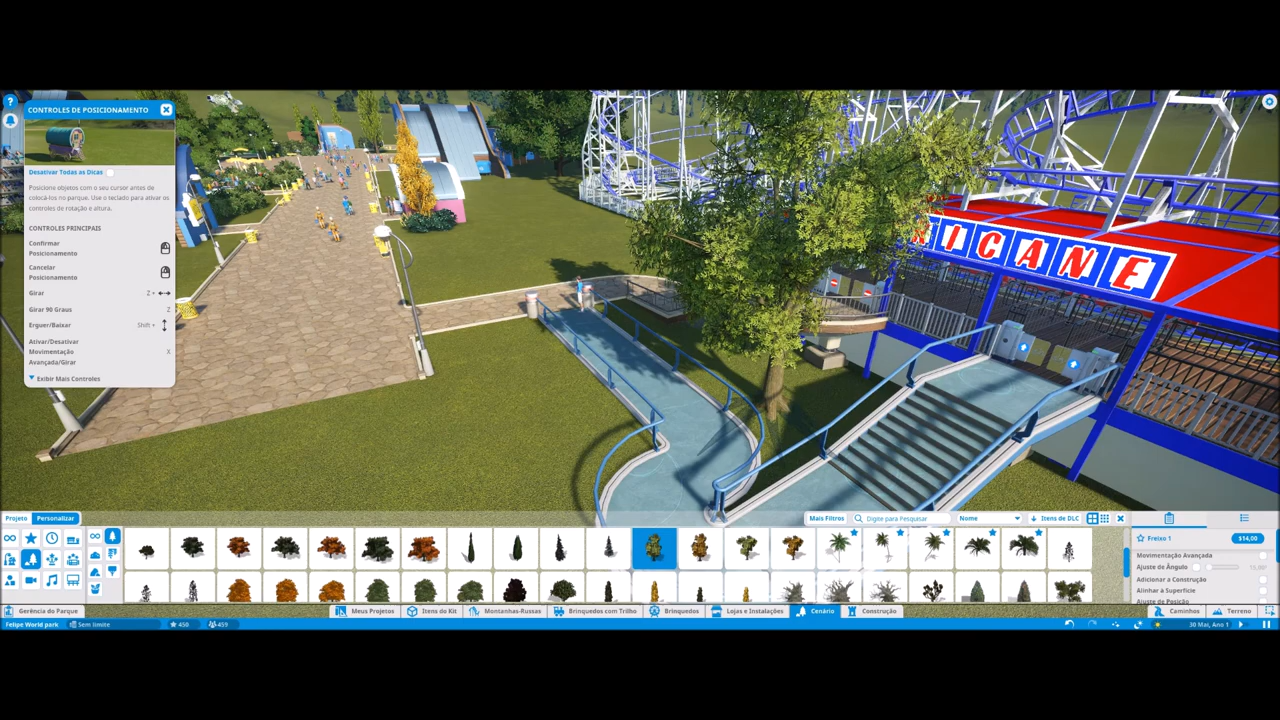 ?
CONTROLES DE POSICIONAMENTO
Desativar Todas as Dicas
Posicione objetos com o seu cursor antes de
colocá-los no parque. Use o teclado para ativar os
controles de rotação e altura.
CONTROLES PRINCIPAIS
Confirmar
Posicionamento
Cancelar
Posicionamento
Girar Z +
Girar 90 Graus Z
Erguer/Baixar Shift +
Ativar/Desativar
Movimentação X
Avançada/Girar
Exibir Mais Controles
ICANE
Projeto Personalizar
Mais Filtros Digite para Pesquisar Nome Itens de DLC
Freixo 1 $14,00
Movimentação Avançada
Ajuste de Ângulo
Adicionar a Construção
Alinhar à Superfície
Ajuste de Posição
Gerência do Parque Meus Projetos Itens do Kit Montanhas-Russas Brinquedos com Trilho Brinquedos Lojas e Instalações Cenário Construção Caminhos Terreno
Felipe World park Sem limite 450 459 30 Mai, Ano 1